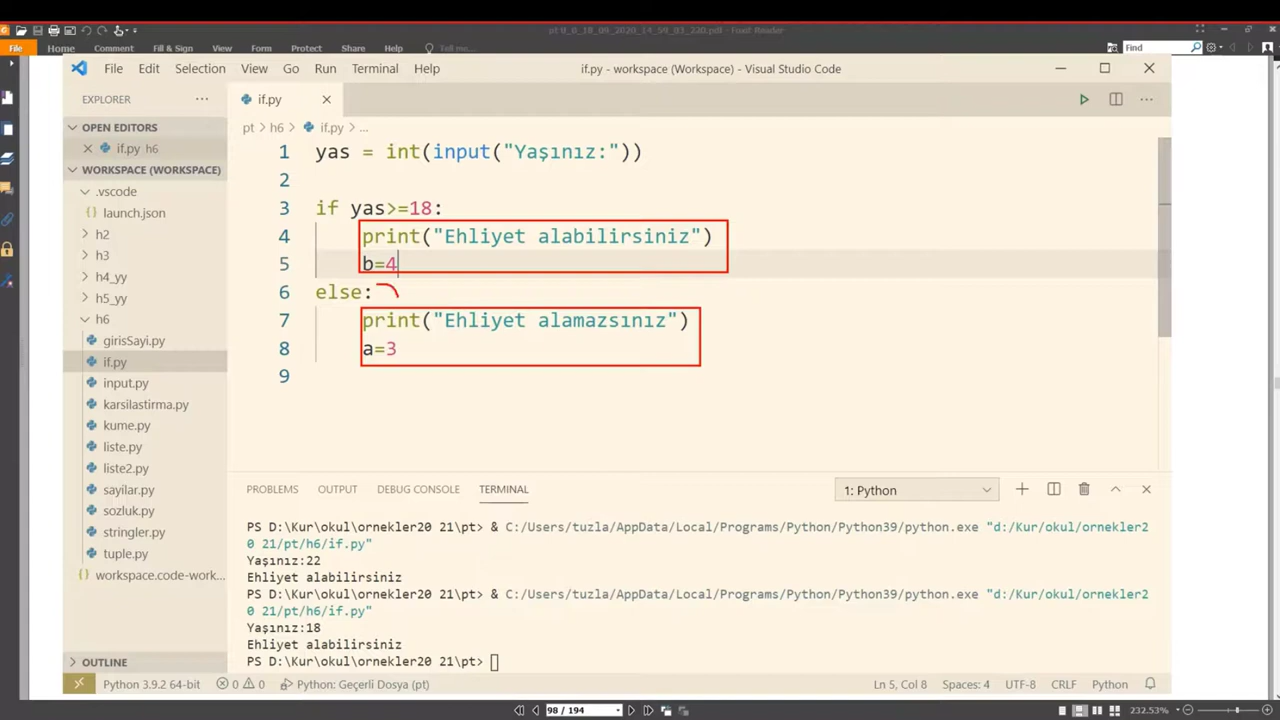 pt U_6_18_09_2020_14_59_03_220.pdf - Foxit Reader
File Home Comment Fill & Sign View Form Protect Share Help Tell me... Find
File Edit Selection View Go Run Terminal Help if.py - workspace (Workspace) - Visual Studio Code
EXPLORER ... if.py
OPEN EDITORS
if.py h6
pt > h6 > if.py > ...
WORKSPACE (WORKSPACE)
.vscode
launch.json
h2
h3
h4_yy
h5_yy
h6
girisSayi.py
if.py
input.py
karsilastirma.py
kume.py
liste.py
liste2.py
sayilar.py
sozluk.py
stringler.py
tuple.py
workspace.code-work...
OUTLINE
1 yas = int(input("Yaşınız:"))
2
3 if yas>=18:
4 print("Ehliyet alabilirsiniz")
5 b=4
6 else:
7 print("Ehliyet alamazsınız")
8 a=3
9
PROBLEMS OUTPUT DEBUG CONSOLE TERMINAL 1: Python
PS D:\Kur\okul\ornekler20 21\pt> & C:/Users/tuzla/AppData/Local/Programs/Python/Python39/python.exe "d:/Kur/okul/ornekler2
0 21/pt/h6/if.py"
Yaşınız:22
Ehliyet alabilirsiniz
PS D:\Kur\okul\ornekler20 21\pt> & C:/Users/tuzla/AppData/Local/Programs/Python/Python39/python.exe "d:/Kur/okul/ornekler2
0 21/pt/h6/if.py"
Yaşınız:18
Ehliyet alabilirsiniz
PS D:\Kur\okul\ornekler20 21\pt>
Python 3.9.2 64-bit 0 0 Python: Geçerli Dosya (pt) Ln 5, Col 8 Spaces: 4 UTF-8 CRLF Python
98 / 194 232.53%